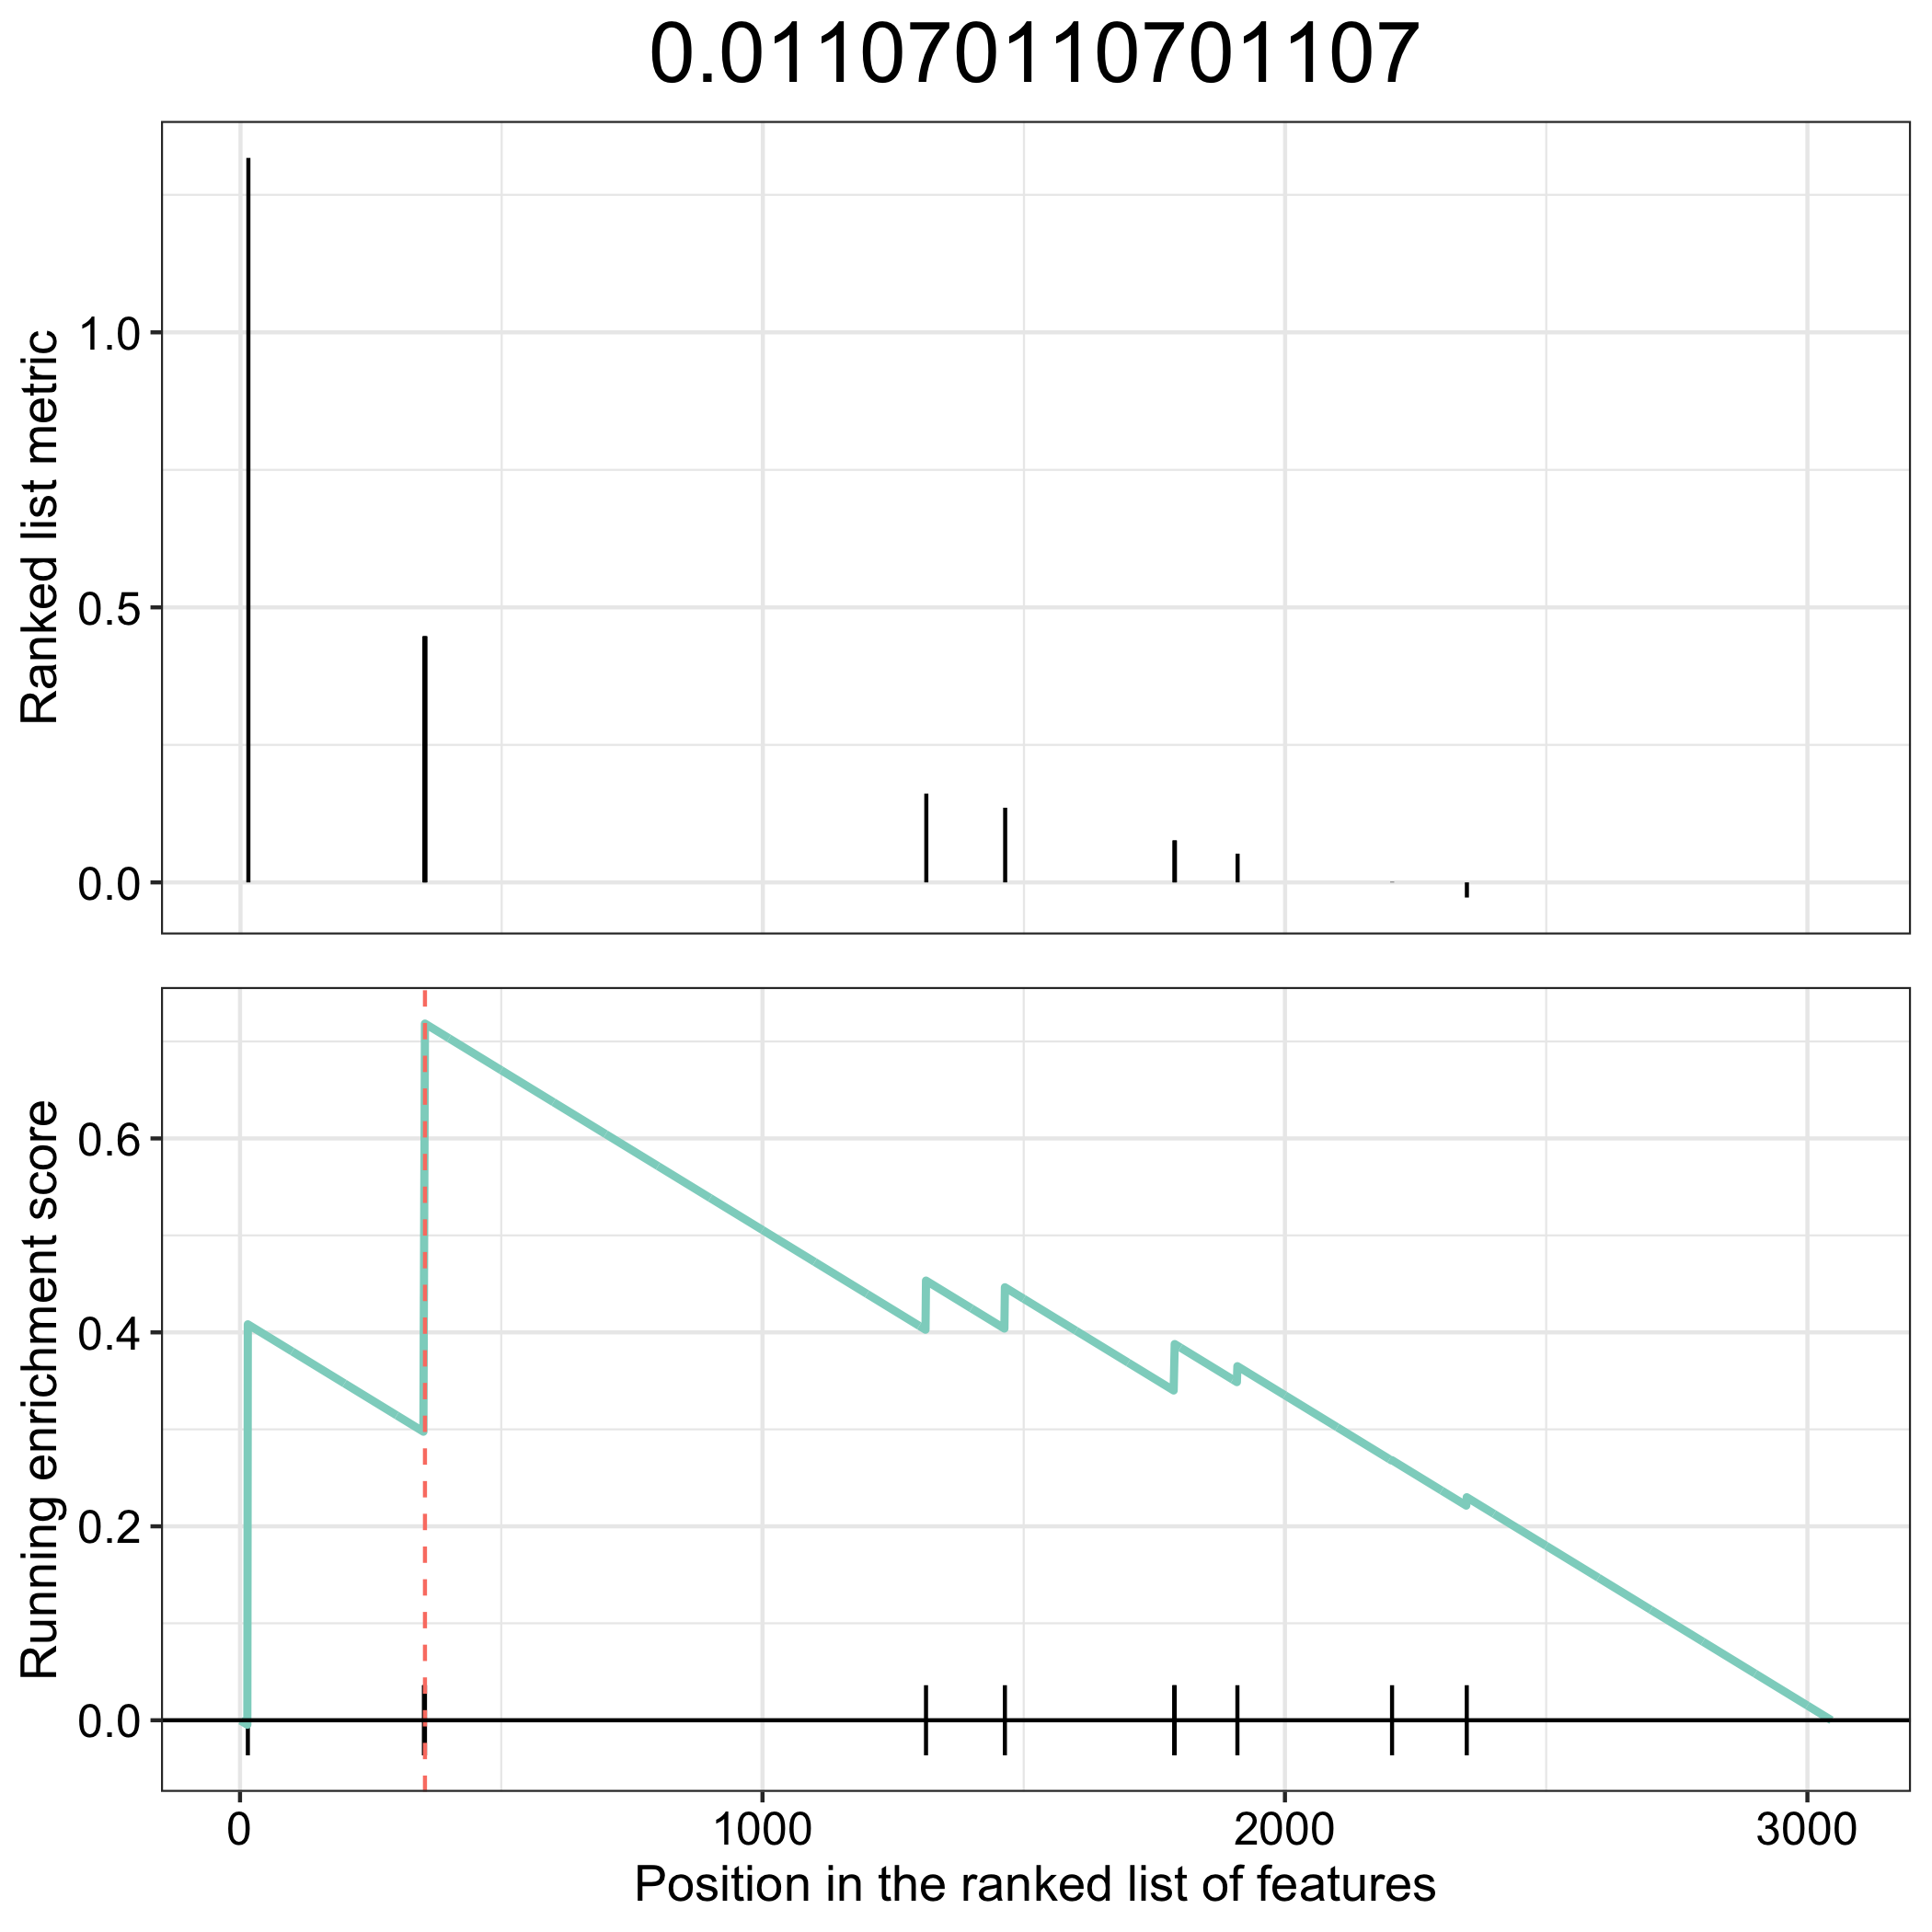 0.011070110701107
Ranked list metric
1.0
0.5
0.0
Running enrichment score
0.6
0.4
0.2
0.0
0 1000 2000 3000
Position in the ranked list of features